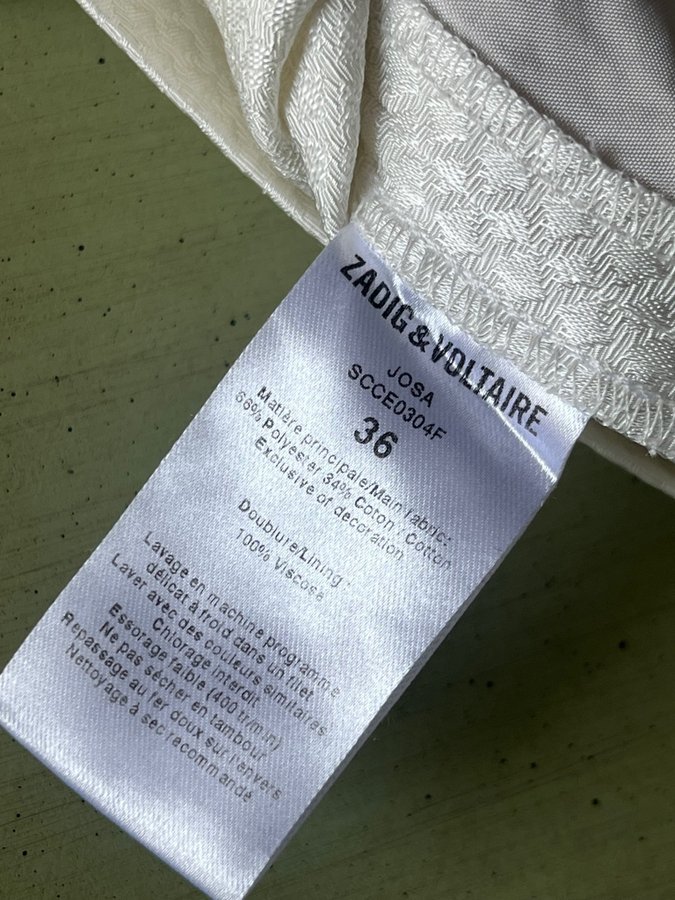 ZADIG&VOLTAIRE
JOSA
SCCE0304F
36
Matière principale/Main fabric:
66% Polyester 34% Coton / Cotton
Exclusive of decoration
Doublure/Lining :
100% Viscose
Lavage en machine programme
délicat à froid dans un filet
Laver avec des couleurs similaires
Chlorage interdit
Essorage faible (400 tr/min)
Ne pas sécher en tambour
Repassage au fer doux sur l'envers
Nettoyage à sec recommandé